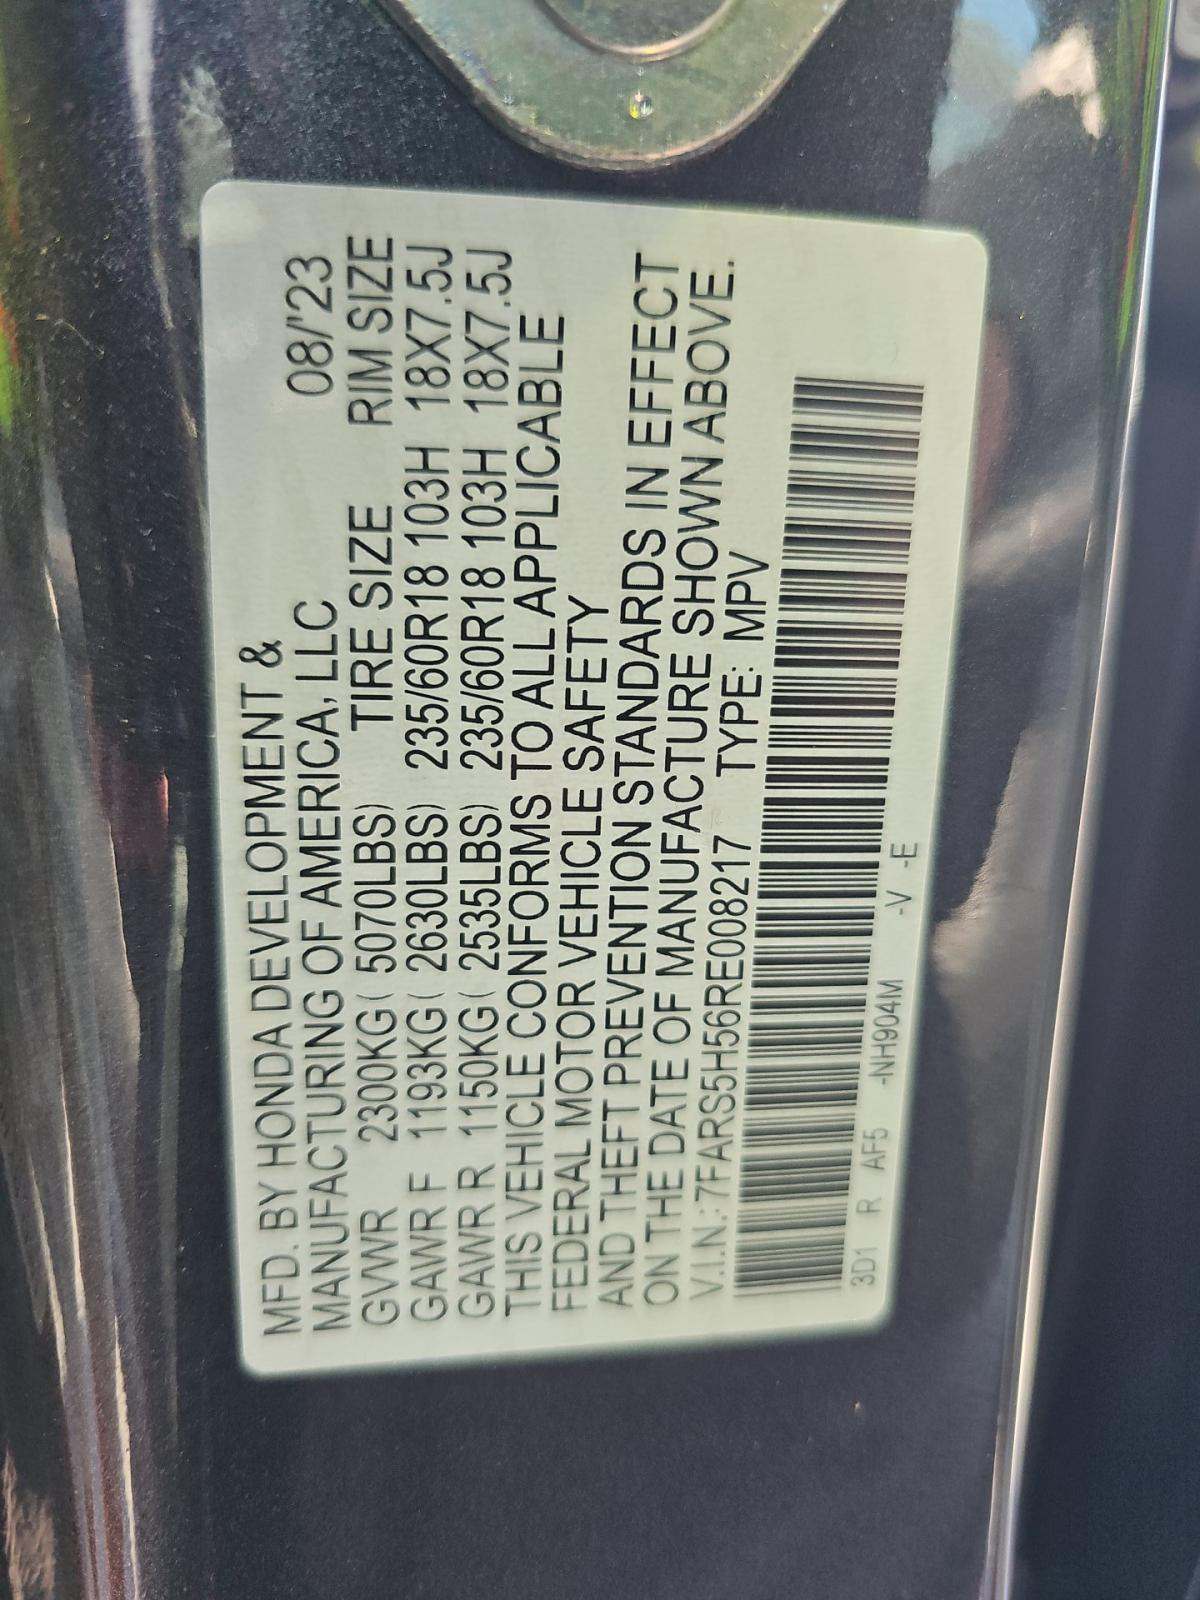 MFD. BY HONDA DEVELOPMENT &
MANUFACTURING OF AMERICA, LLC 08/'23
GVWR 2300KG( 5070LBS) TIRE SIZE RIM SIZE
GAWR F 1193KG( 2630LBS) 235/60R18 103H 18X7.5J
GAWR R 1150KG( 2535LBS) 235/60R18 103H 18X7.5J
THIS VEHICLE CONFORMS TO ALL APPLICABLE
FEDERAL MOTOR VEHICLE SAFETY
AND THEFT PREVENTION STANDARDS IN EFFECT
ON THE DATE OF MANUFACTURE SHOWN ABOVE.
V.I.N.: 7FARS5H56RE008217 TYPE: MPV
3D1 R AF5 -NH904M -V -E